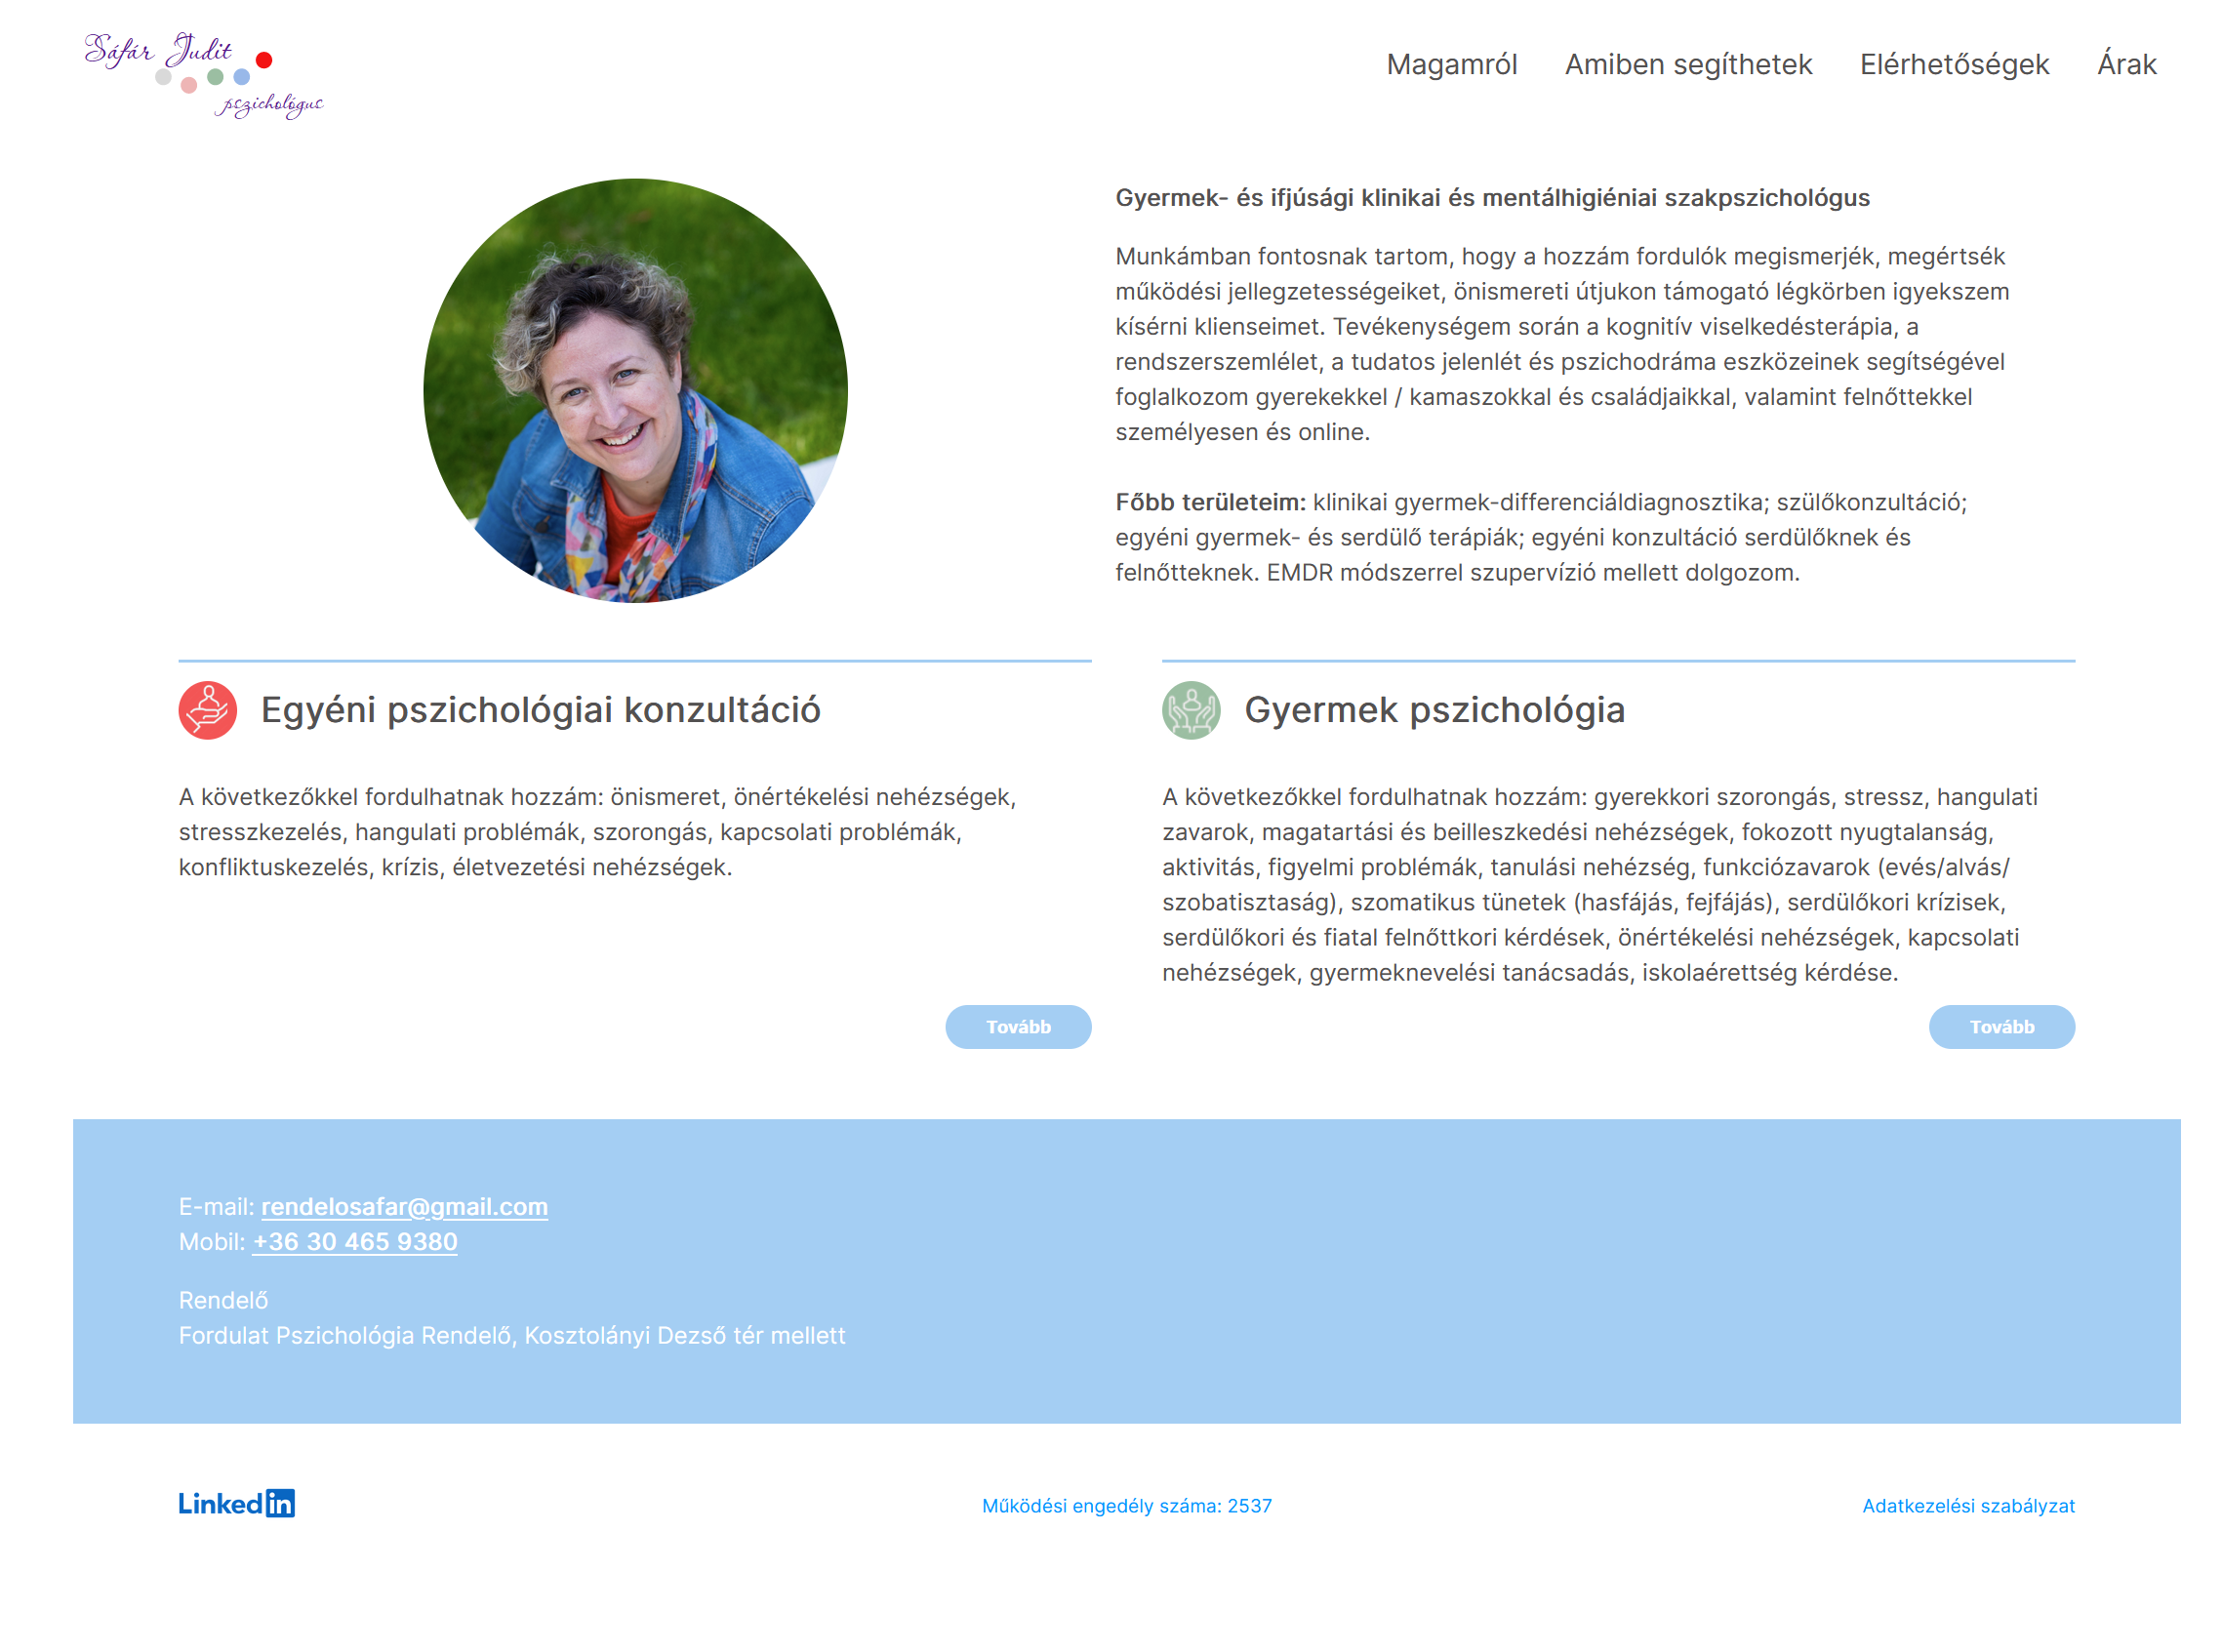 Sáfár Judit
pszichológus
Magamról
Amiben segíthetek
Elérhetőségek
Árak
Gyermek- és ifjúsági klinikai és mentálhigiéniai szakpszichológus
Munkámban fontosnak tartom, hogy a hozzám fordulók megismerjék, megértsék
működési jellegzetességeiket, önismereti útjukon támogató légkörben igyekszem
kísérni klienseimet. Tevékenységem során a kognitív viselkedésterápia, a
rendszerszemlélet, a tudatos jelenlét és pszichodráma eszközeinek segítségével
foglalkozom gyerekekkel / kamaszokkal és családjaikkal, valamint felnőttekkel
személyesen és online.
Főbb területeim: klinikai gyermek-differenciáldiagnosztika; szülőkonzultáció;
egyéni gyermek- és serdülő terápiák; egyéni konzultáció serdülőknek és
felnőtteknek. EMDR módszerrel szupervízió mellett dolgozom.
Egyéni pszichológiai konzultáció
A következőkkel fordulhatnak hozzám: önismeret, önértékelési nehézségek,
stresszkezelés, hangulati problémák, szorongás, kapcsolati problémák,
konfliktuskezelés, krízis, életvezetési nehézségek.
Tovább
Gyermek pszichológia
A következőkkel fordulhatnak hozzám: gyerekkori szorongás, stressz, hangulati
zavarok, magatartási és beilleszkedési nehézségek, fokozott nyugtalanság,
aktivitás, figyelmi problémák, tanulási nehézség, funkciózavarok (evés/alvás/
szobatisztaság), szomatikus tünetek (hasfájás, fejfájás), serdülőkori krízisek,
serdülőkori és fiatal felnőttkori kérdések, önértékelési nehézségek, kapcsolati
nehézségek, gyermeknevelési tanácsadás, iskolaérettség kérdése.
Tovább
E-mail: rendelosafar@gmail.com
Mobil: +36 30 465 9380
Rendelő
Fordulat Pszichológia Rendelő, Kosztolányi Dezső tér mellett
Linkedin
Működési engedély száma: 2537
Adatkezelési szabályzat